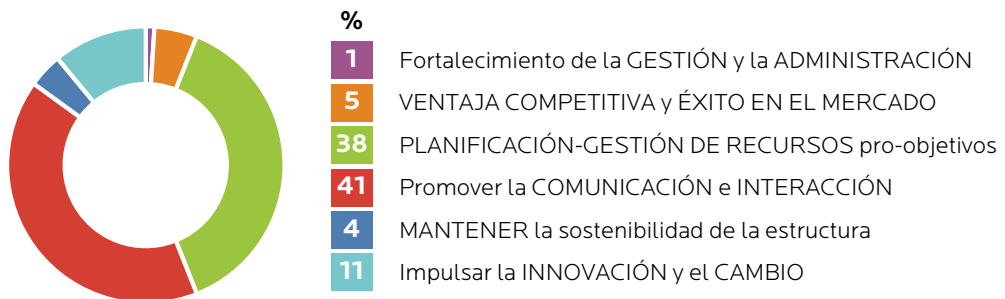 %
1 Fortalecimiento de la GESTIÓN y la ADMINISTRACIÓN
5 VENTAJA COMPETITIVA y ÉXITO EN EL MERCADO
38 PLANIFICACIÓN-GESTIÓN DE RECURSOS pro-objetivos
41 Promover la COMUNICACIÓN e INTERACCIÓN
4 MANTENER la sostenibilidad de la estructura
11 Impulsar la INNOVACIÓN y el CAMBIO